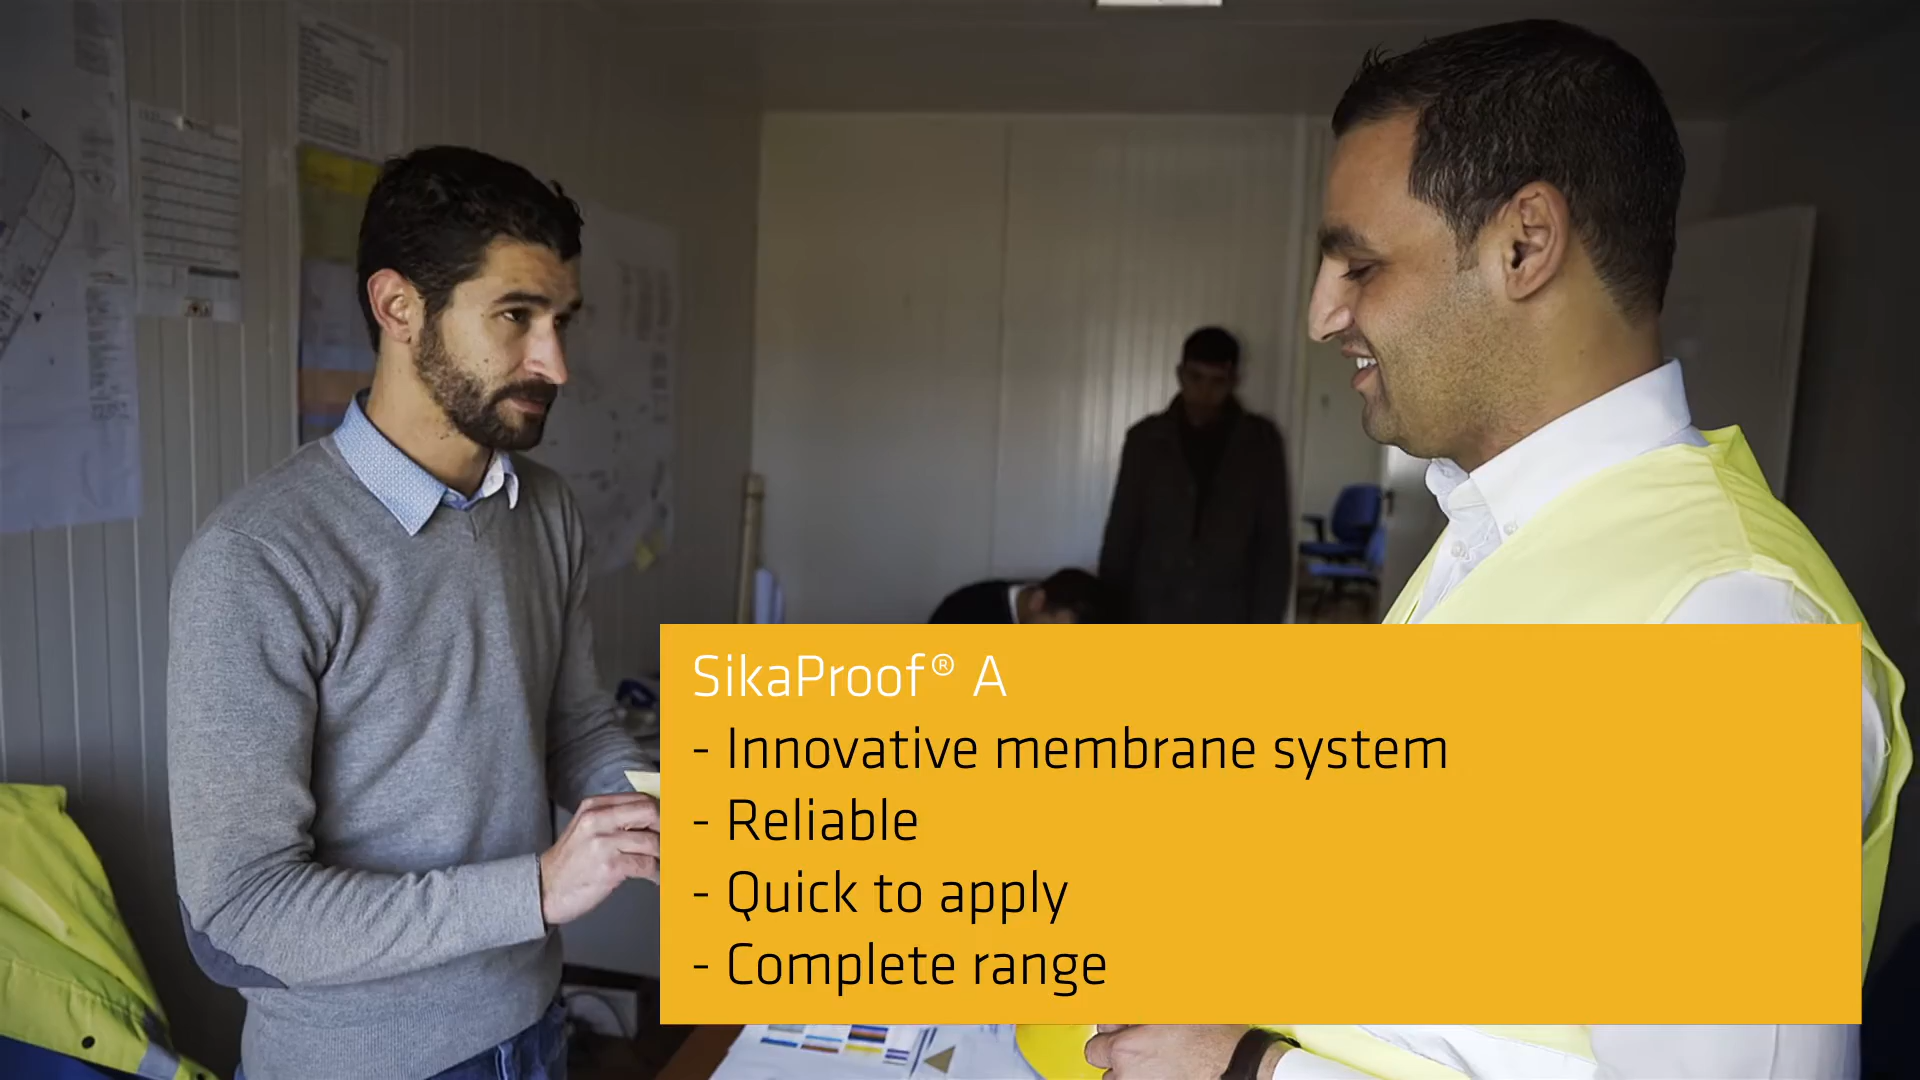 SikaProof® A
- Innovative membrane system
- Reliable
- Quick to apply
- Complete range